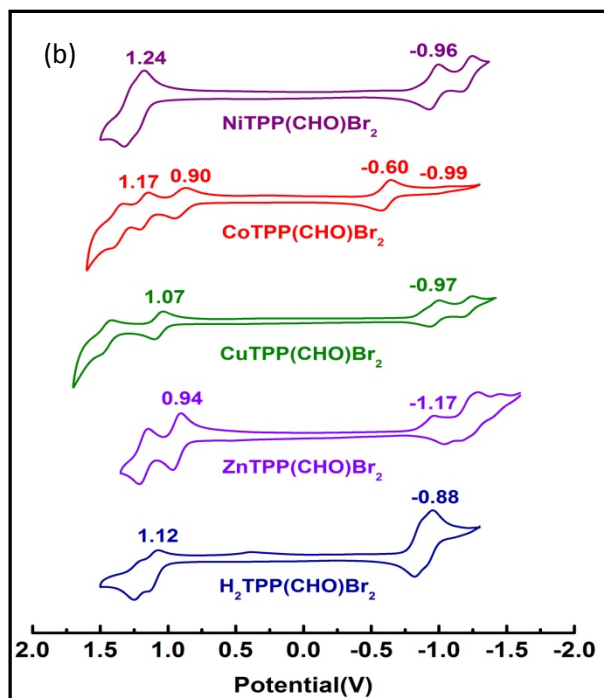 (b)
1.24 -0.96
NiTPP(CHO)Br₂
1.17 0.90 -0.60 -0.99
CoTPP(CHO)Br₂
1.07 -0.97
CuTPP(CHO)Br₂
0.94 -1.17
ZnTPP(CHO)Br₂
1.12 -0.88
H₂TPP(CHO)Br₂
2.0 1.5 1.0 0.5 0.0 -0.5 -1.0 -1.5 -2.0
Potential(V)